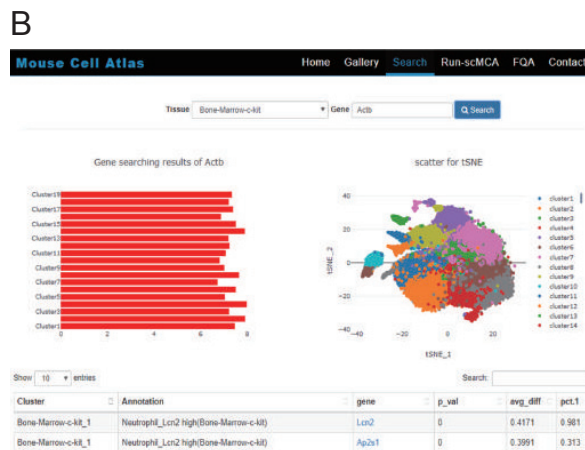 B
Mouse Cell Atlas Home Gallery Search Run-scMCA FQA Contact
Tissue Bone-Marrow-c-kit Gene Actb Search
Gene searching results of Actb
Cluster19
Cluster17
Cluster15
Cluster13
Cluster11
Cluster9
Cluster7
Cluster5
Cluster3
Cluster1
0 2 4 6 8
scatter for tSNE
tSNE_2
40
20
0
−20
−40
−40 −20 0 20
tSNE_1
cluster1
cluster2
cluster3
cluster4
cluster5
cluster6
cluster7
cluster8
cluster9
cluster10
cluster11
cluster12
cluster13
cluster14
Show 10 entries Search:
Cluster Annotation gene p_val avg_diff pct.1
Bone-Marrow-c-kit_1 Neutrophil_Lcn2 high(Bone-Marrow-c-kit) Lcn2 0 0.4171 0.981
Bone-Marrow-c-kit_1 Neutrophil_Lcn2 high(Bone-Marrow-c-kit) Ap2s1 0 0.3991 0.313